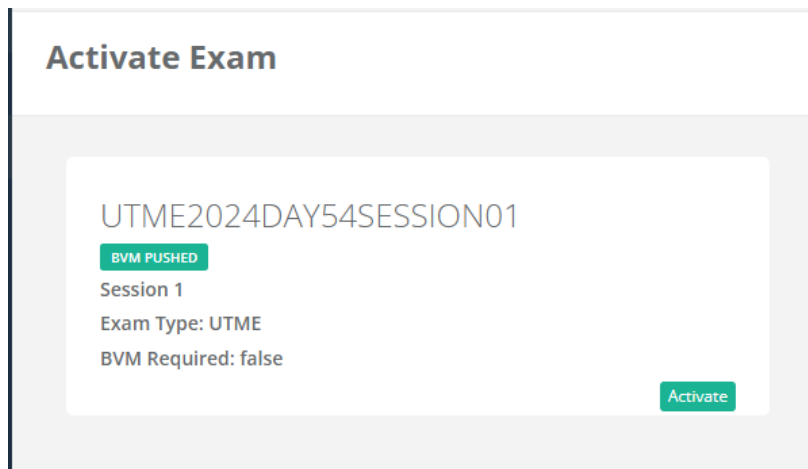 Activate Exam
UTME2024DAY54SESSION01
BVM PUSHED
Session 1
Exam Type: UTME
BVM Required: false
Activate